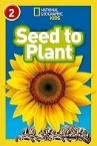 2
NATIONAL
GEOGRAPHIC
KiDS
Seed to
Plant